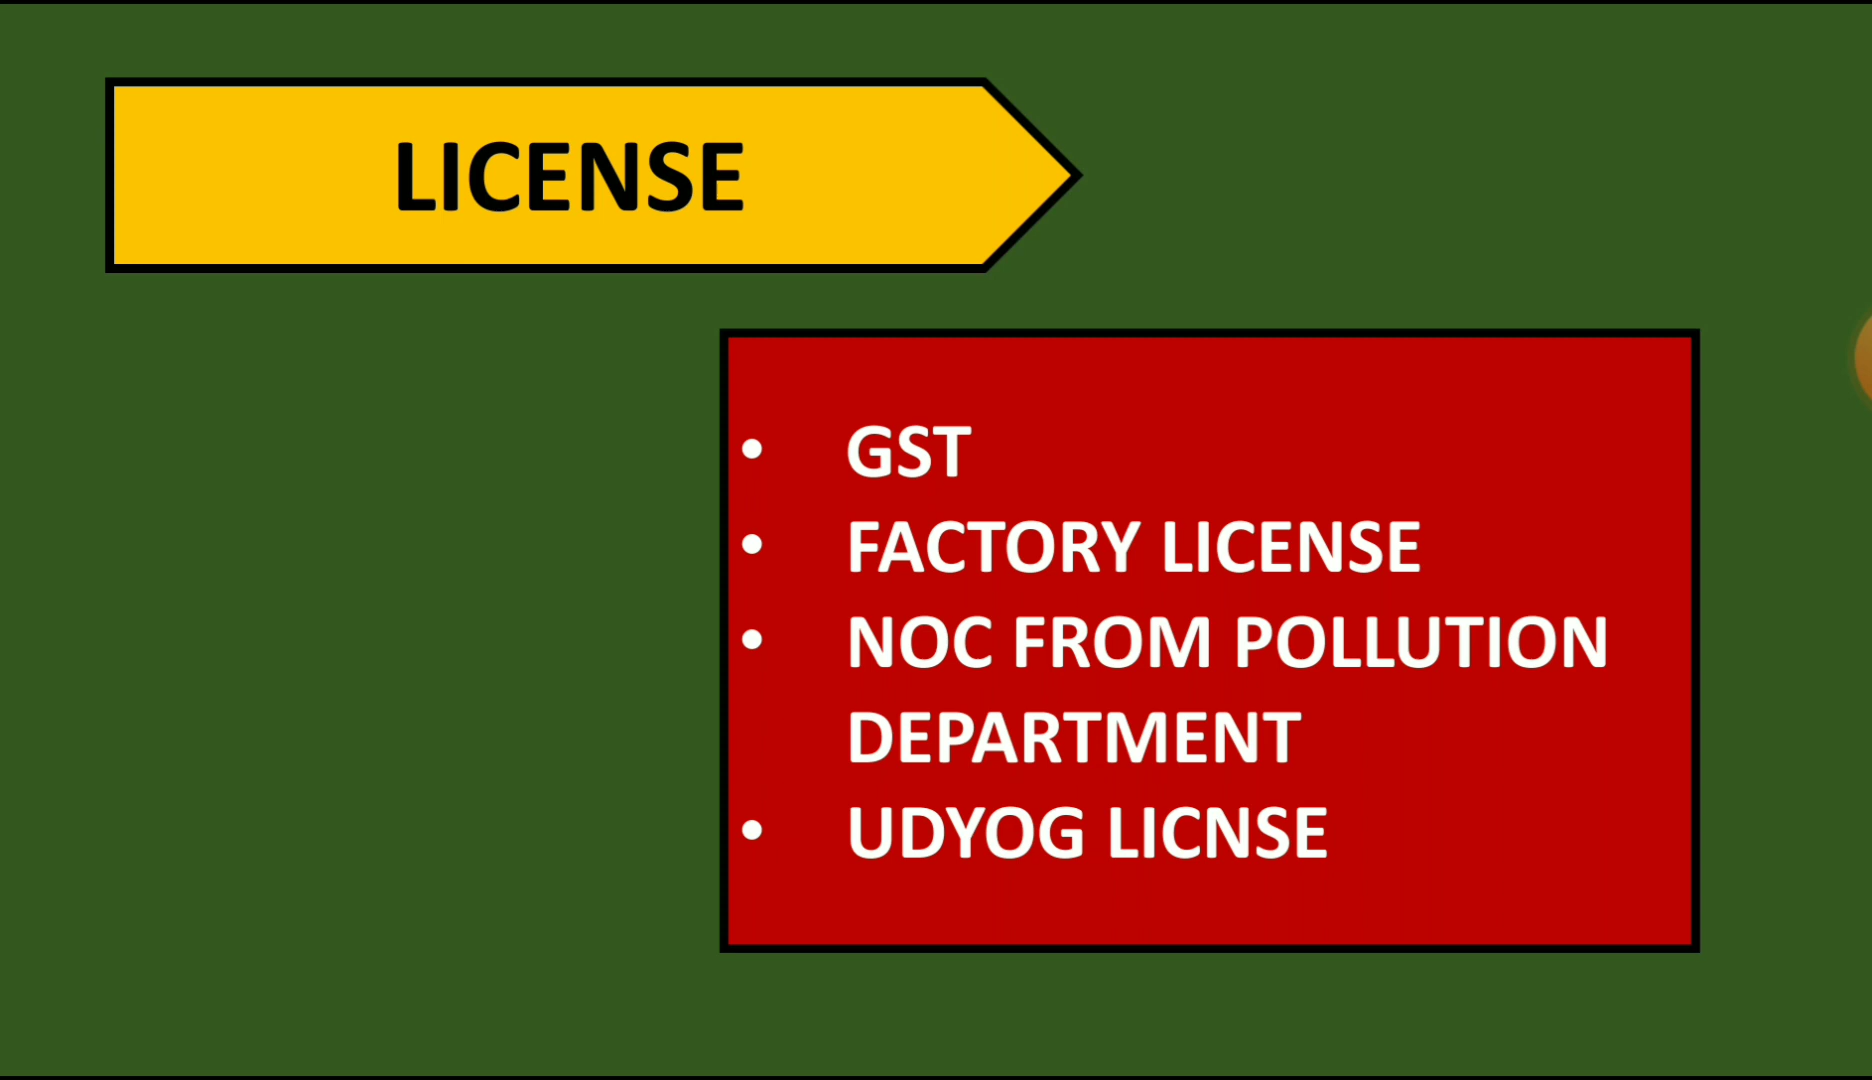 LICENSE
• GST
• FACTORY LICENSE
• NOC FROM POLLUTION
DEPARTMENT
• UDYOG LICNSE